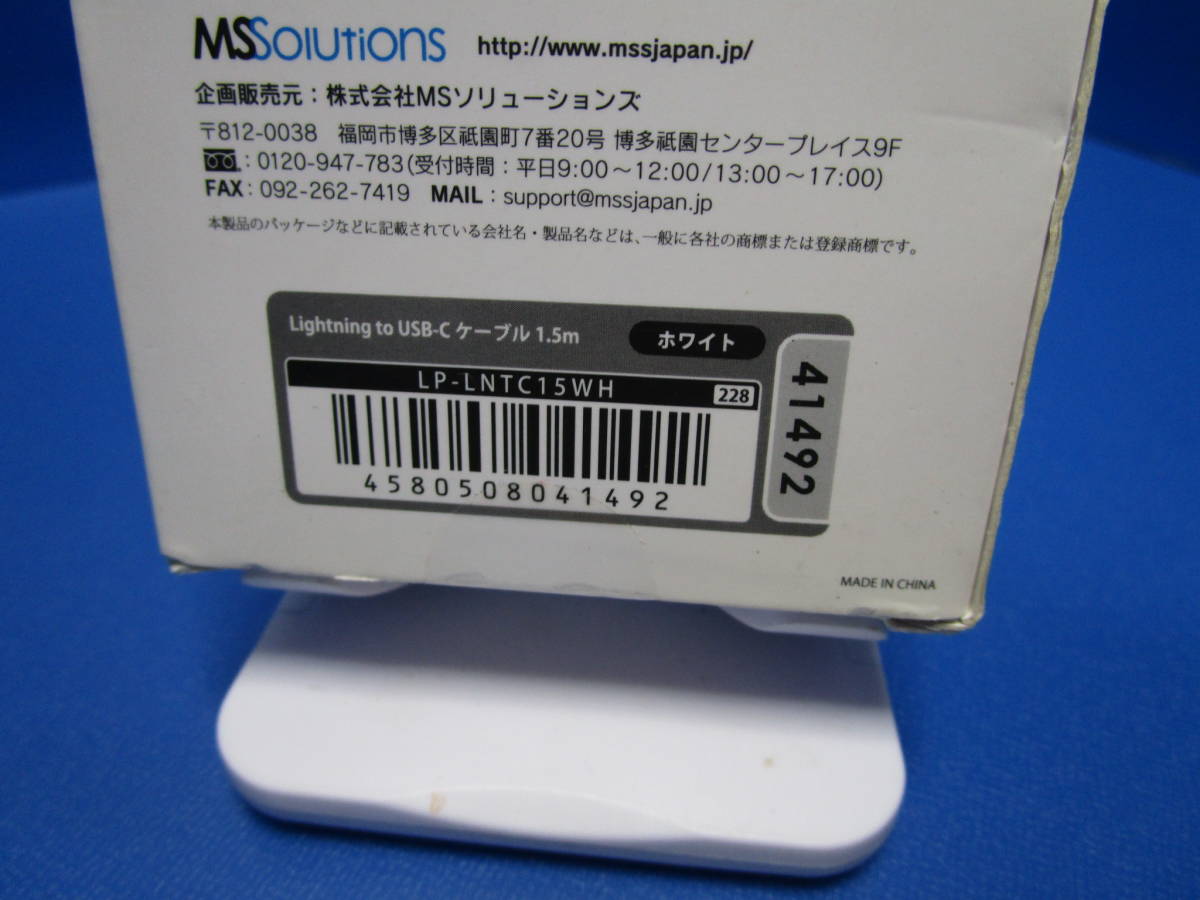 MSSolutions http://www.mssjapan.jp/
企画販売元：株式会社MSソリューションズ
〒812-0038 福岡市博多区祇園町7番20号 博多祇園センタープレイス9F
：0120-947-783(受付時間：平日9:00～12:00/13:00～17:00)
FAX：092-262-7419 MAIL：support@mssjapan.jp
本製品のパッケージなどに記載されている会社名・製品名などは、一般に各社の商標または登録商標です。
Lightning to USB-C ケーブル 1.5m ホワイト
LP-LNTC15WH 228
4580508041492
41492
MADE IN CHINA